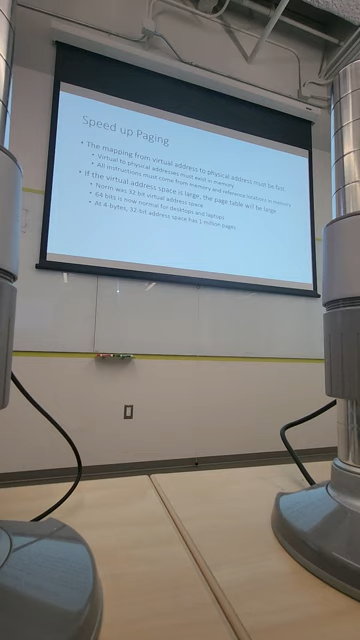 Speed up Paging
• The mapping from virtual address to physical address must be fast.
• Virtual to physical addresses must exist in memory
• All instructions must come from memory and reference locations in memory
• If the virtual address space is large, the page table will be large.
• Norm was 32 bit virtual address space
• 64 bits is now normal for desktops and laptops
• At 4-bytes, 32-bit address space has 1 million pages